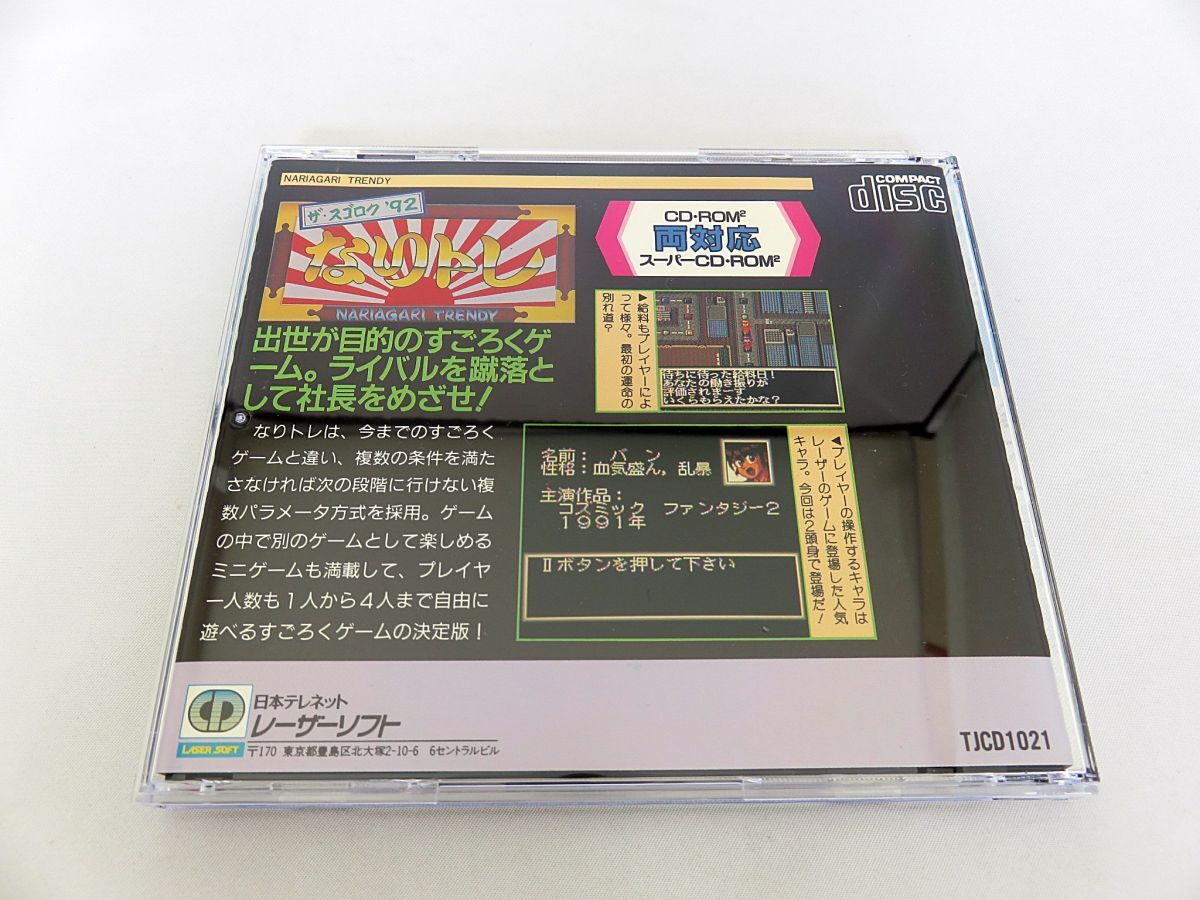 NARIAGARI TRENDY
COMPACT
disc
ザ・スゴロク'92
なりトレ
NARIAGARI TRENDY
CD・ROM²
両対応
スーパーCD・ROM²
出世が目的のすごろくゲ
ーム。ライバルを蹴落と
して社長をめざせ!
▶給料もプレイヤーによ
って様々。最初の運命の
別れ道?
待ちに待った給料日!
あなたの働き振りが
評価されまーす
いくらもらえたかな?
なりトレは、今までのすごろく
ゲームと違い、複数の条件を満た
さなければ次の段階に行けない複
数パラメータ方式を採用。ゲーム
の中で別のゲームとして楽しめる
ミニゲームも満載して、プレイヤ
ー人数も1人から4人まで自由に
遊べるすごろくゲームの決定版!
名前: バン
性格:血気盛ん,乱暴
主演作品:
コズミック ファンタジー2
1991年
IIボタンを押して下さい
◀プレイヤーの操作するキャラは
レーザーのゲームに登場した人気
キャラ。今回は2頭身で登場だ!
LASER SOFT
日本テレネット
レーザーソフト
〒170 東京都豊島区北大塚2-10-6 6セントラルビル
TJCD1021